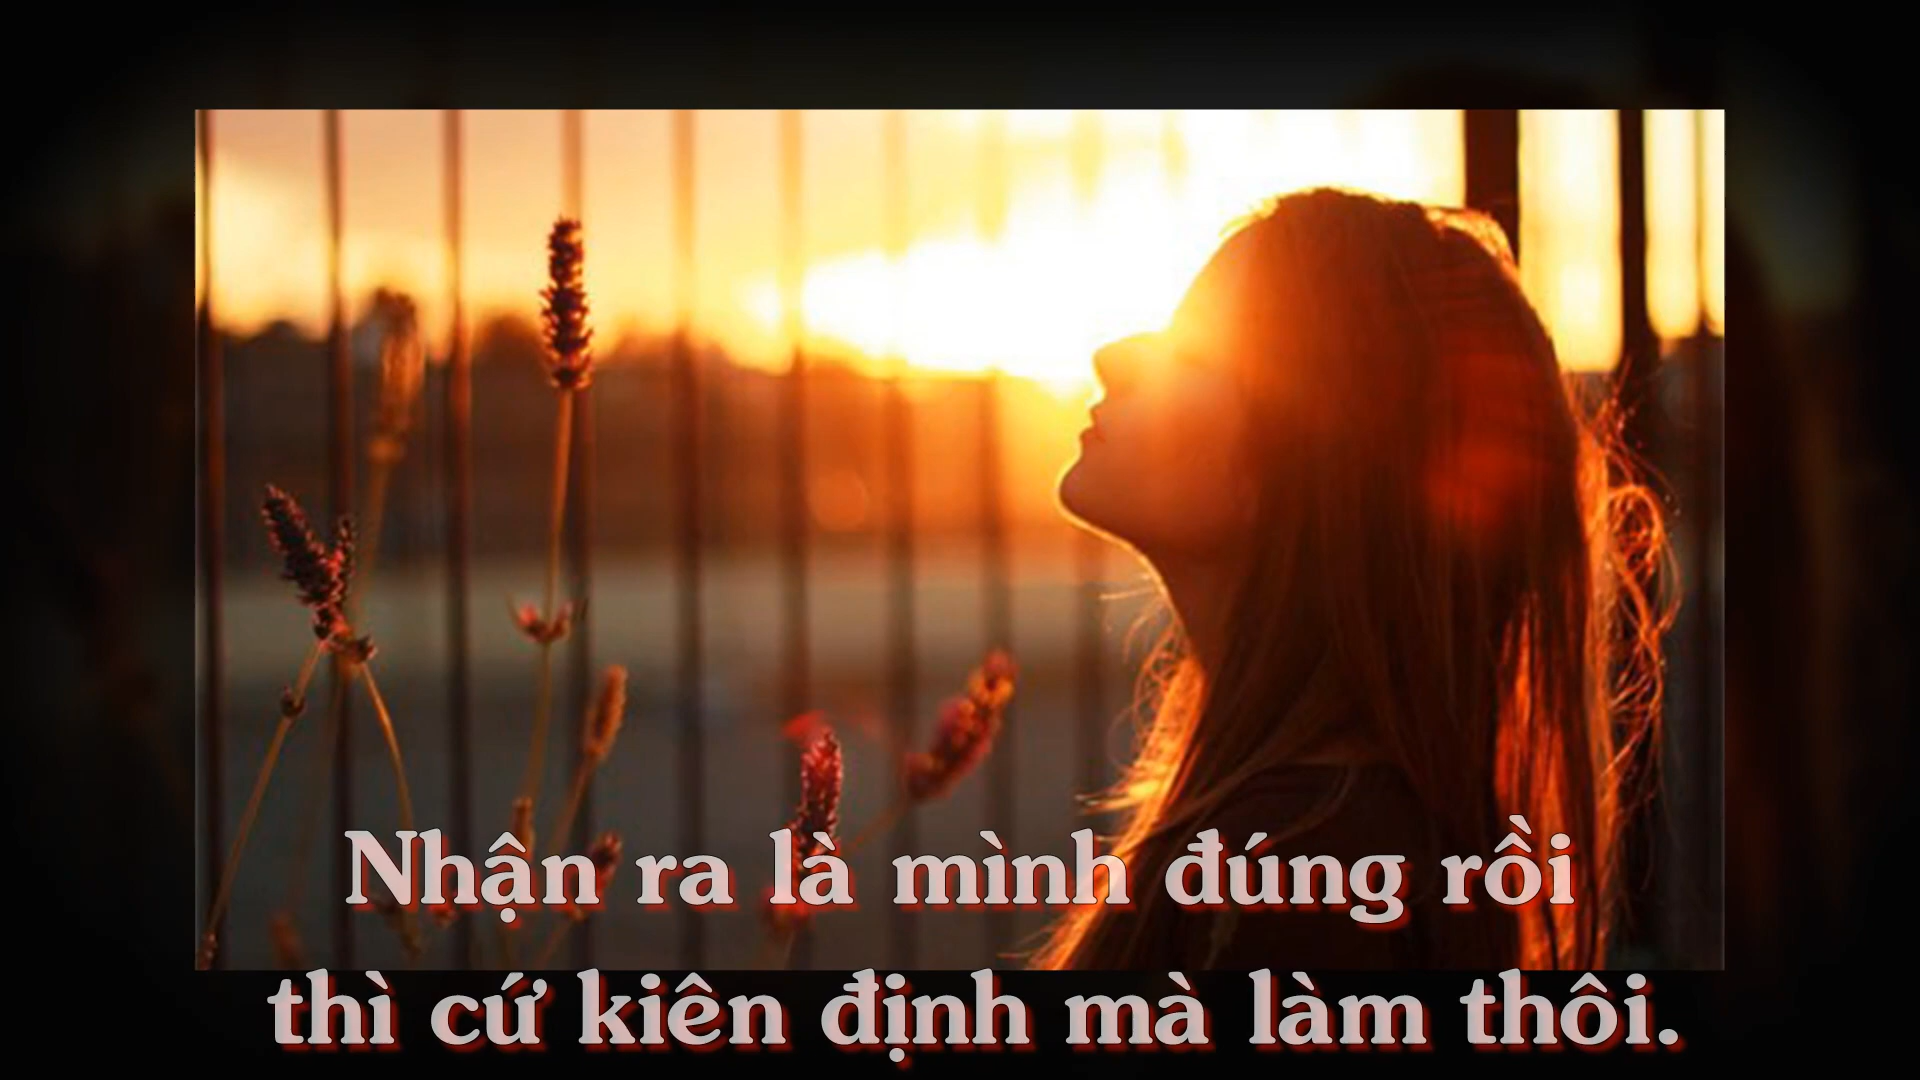 Nhận ra là mình đúng rồi
thì cứ kiên định mà làm thôi.